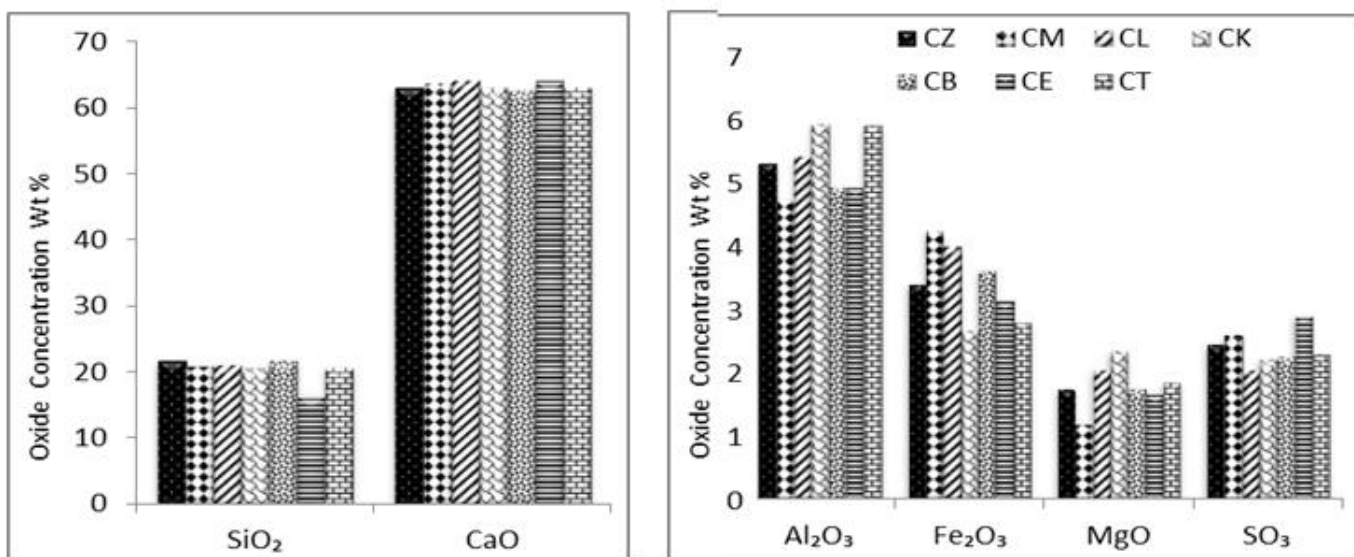 Oxide Concentration Wt %
70
60
50
40
30
20
10
0
SiO₂ CaO
Oxide Concentration Wt %
CZ CM CL CK
CB CE CT
7
6
5
4
3
2
1
0
Al₂O₃ Fe₂O₃ MgO SO₃